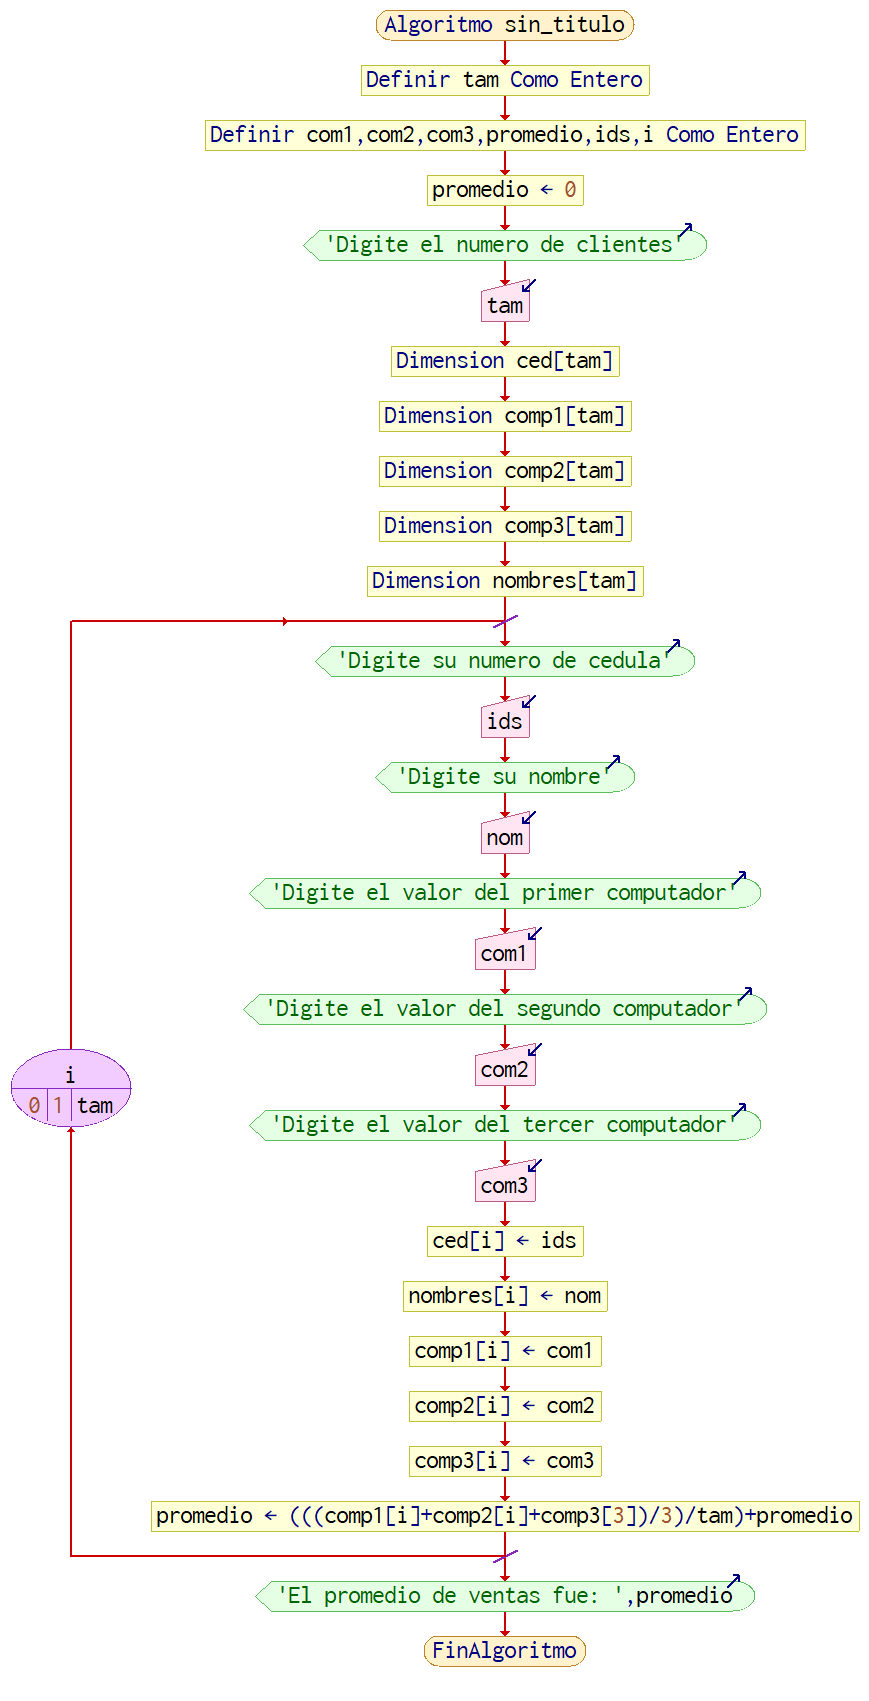 Algoritmo sin_titulo
Definir tam Como Entero
Definir com1,com2,com3,promedio,ids,i Como Entero
promedio ← 0
'Digite el numero de clientes'
tam
Dimension ced[tam]
Dimension comp1[tam]
Dimension comp2[tam]
Dimension comp3[tam]
Dimension nombres[tam]
'Digite su numero de cedula'
ids
'Digite su nombre'
nom
'Digite el valor del primer computador'
com1
'Digite el valor del segundo computador'
com2
i
0 1 tam
'Digite el valor del tercer computador'
com3
ced[i] ← ids
nombres[i] ← nom
comp1[i] ← com1
comp2[i] ← com2
comp3[i] ← com3
promedio ← (((comp1[i]+comp2[i]+comp3[3])/3)/tam)+promedio
'El promedio de ventas fue: ',promedio
FinAlgoritmo